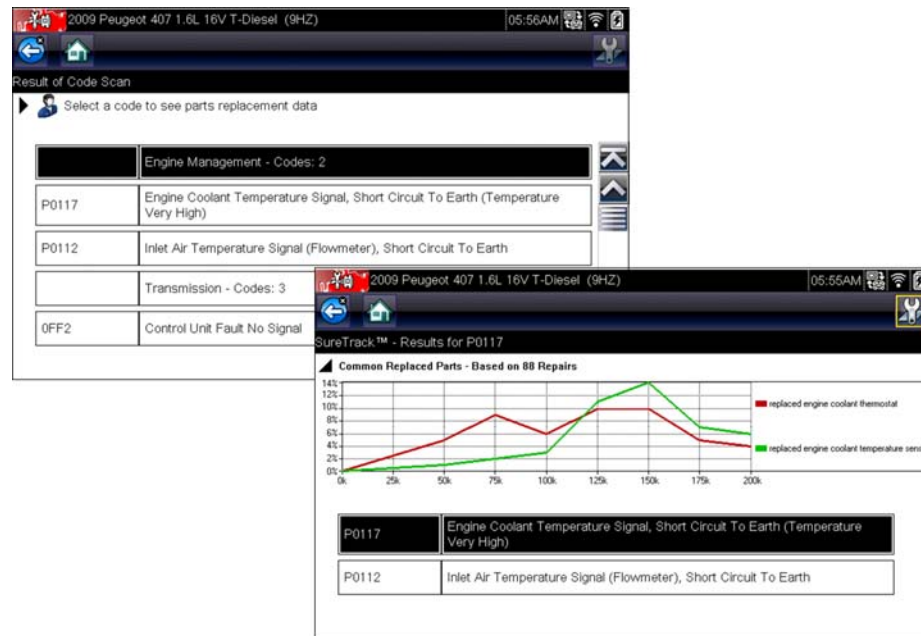 2009 Peugeot 407 1.6L 16V T-Diesel (9HZ) 05:56AM
Result of Code Scan
Select a code to see parts replacement data
Engine Management - Codes: 2
P0117 Engine Coolant Temperature Signal, Short Circuit To Earth (Temperature
Very High)
P0112 Inlet Air Temperature Signal (Flowmeter), Short Circuit To Earth
Transmission - Codes: 3
0FF2 Control Unit Fault No Signal
2009 Peugeot 407 1.6L 16V T-Diesel (9HZ) 05:55AM
SureTrack™ - Results for P0117
Common Replaced Parts - Based on 88 Repairs
14%
12%
10%
8%
6%
4%
2%
0%
0k 25k 50k 75k 100k 125k 150k 175k 200k
replaced engine coolant thermostat
replaced engine coolant temperature sens
P0117 Engine Coolant Temperature Signal, Short Circuit To Earth (Temperature
Very High)
P0112 Inlet Air Temperature Signal (Flowmeter), Short Circuit To Earth